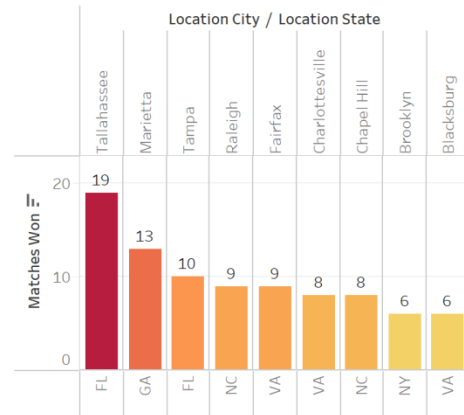 Location City / Location State
Tallahassee
Marietta
Tampa
Raleigh
Fairfax
Charlottesville
Chapel Hill
Brooklyn
Blacksburg
Matches Won
20
10
0
19
13
10
9
9
8
8
6
6
FL
GA
FL
NC
VA
VA
NC
NY
VA